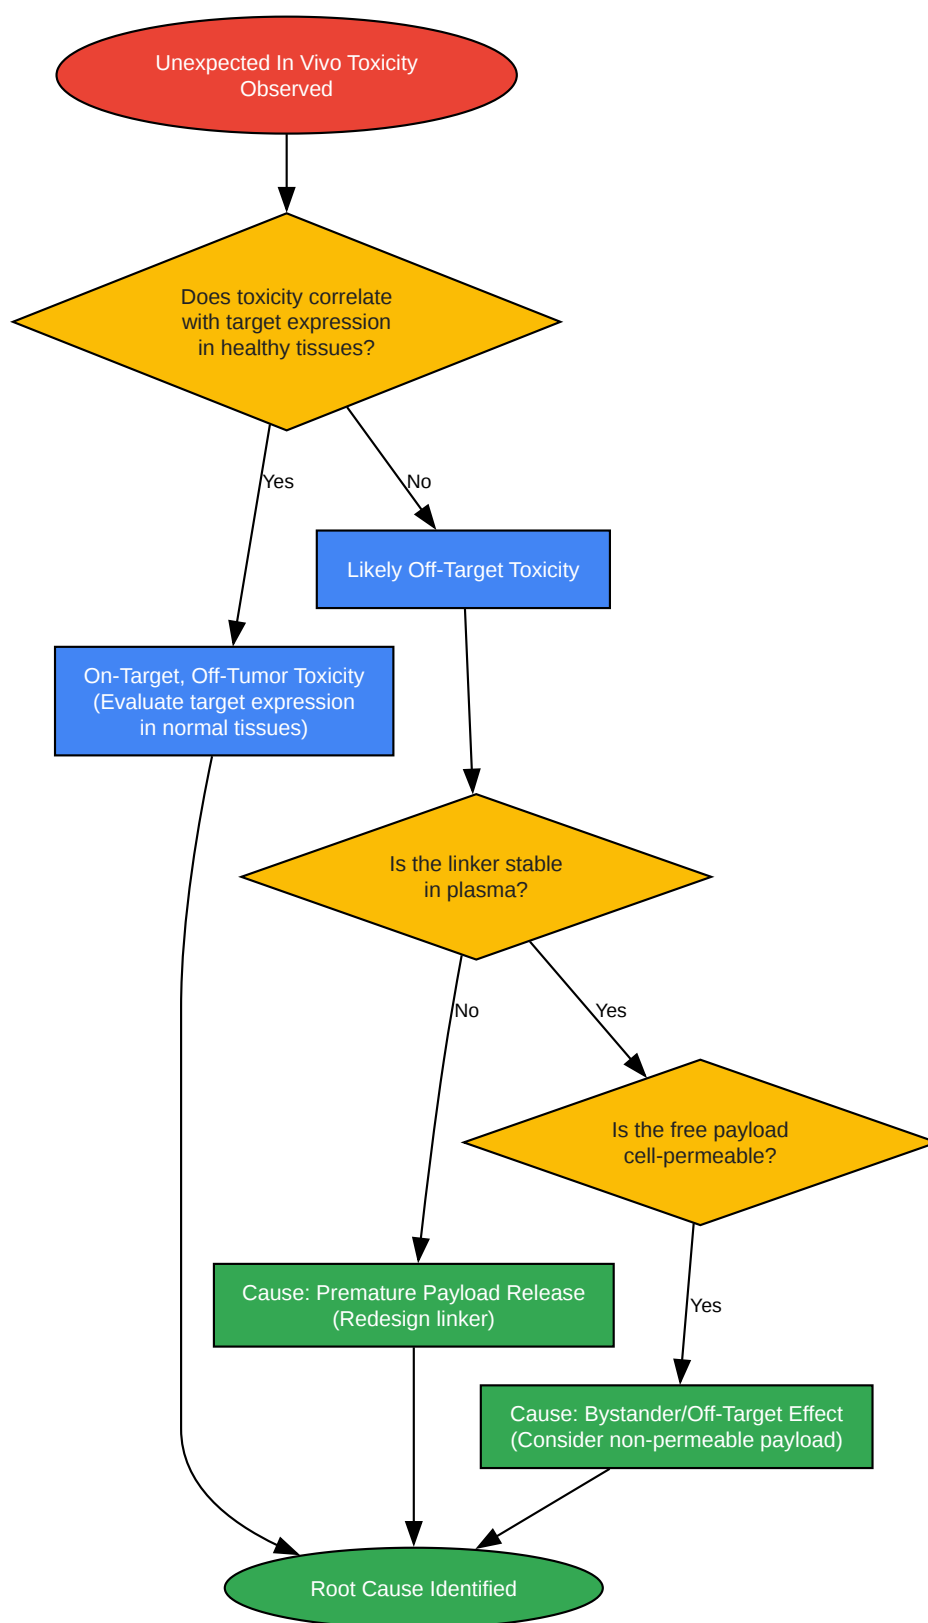 Unexpected In Vivo Toxicity
Observed
Does toxicity correlate
with target expression
in healthy tissues?
Yes
No
Likely Off-Target Toxicity
On-Target, Off-Tumor Toxicity
(Evaluate target expression
in normal tissues)
Is the linker stable
in plasma?
No
Yes
Is the free payload
cell-permeable?
Cause: Premature Payload Release
(Redesign linker)
Yes
Cause: Bystander/Off-Target Effect
(Consider non-permeable payload)
Root Cause Identified